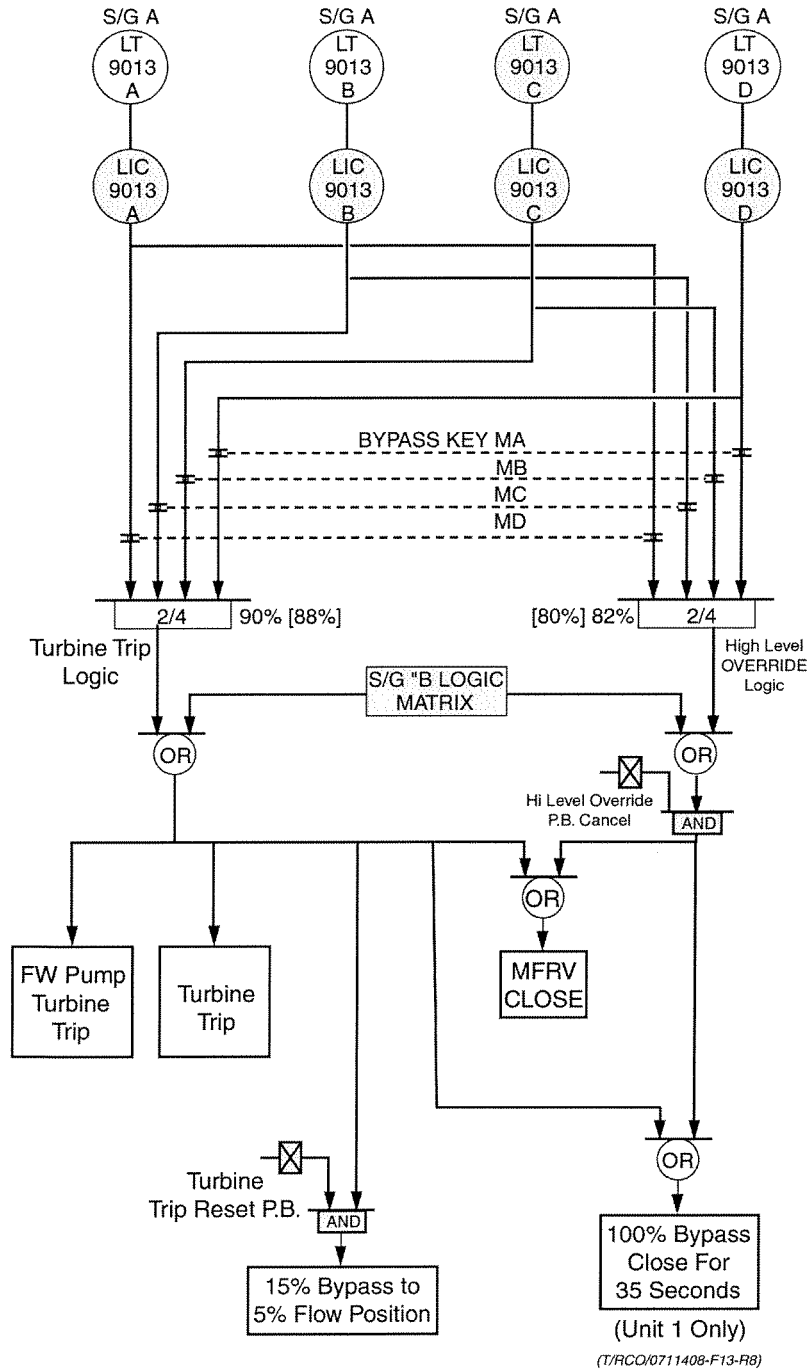 S/G A
S/G A
S/G A
S/G A
LT
9013
A
LT
9013
B
LT
9013
C
LT
9013
D
LIC
9013
A
LIC
9013
B
LIC
9013
C
LIC
9013
D
BYPASS KEY MA
MB
MC
MD
2/4
90% [88%]
[80%] 82%
2/4
Turbine Trip
Logic
High Level
OVERRIDE
Logic
S/G "B LOGIC
MATRIX
OR
OR
Hi Level Override
P.B. Cancel
AND
OR
FW Pump
Turbine
Trip
Turbine
Trip
MFRV
CLOSE
Turbine
Trip Reset P.B.
AND
OR
15% Bypass to
5% Flow Position
100% Bypass
Close For
35 Seconds
(Unit 1 Only)
(T/RCO/0711408-F13-R8)